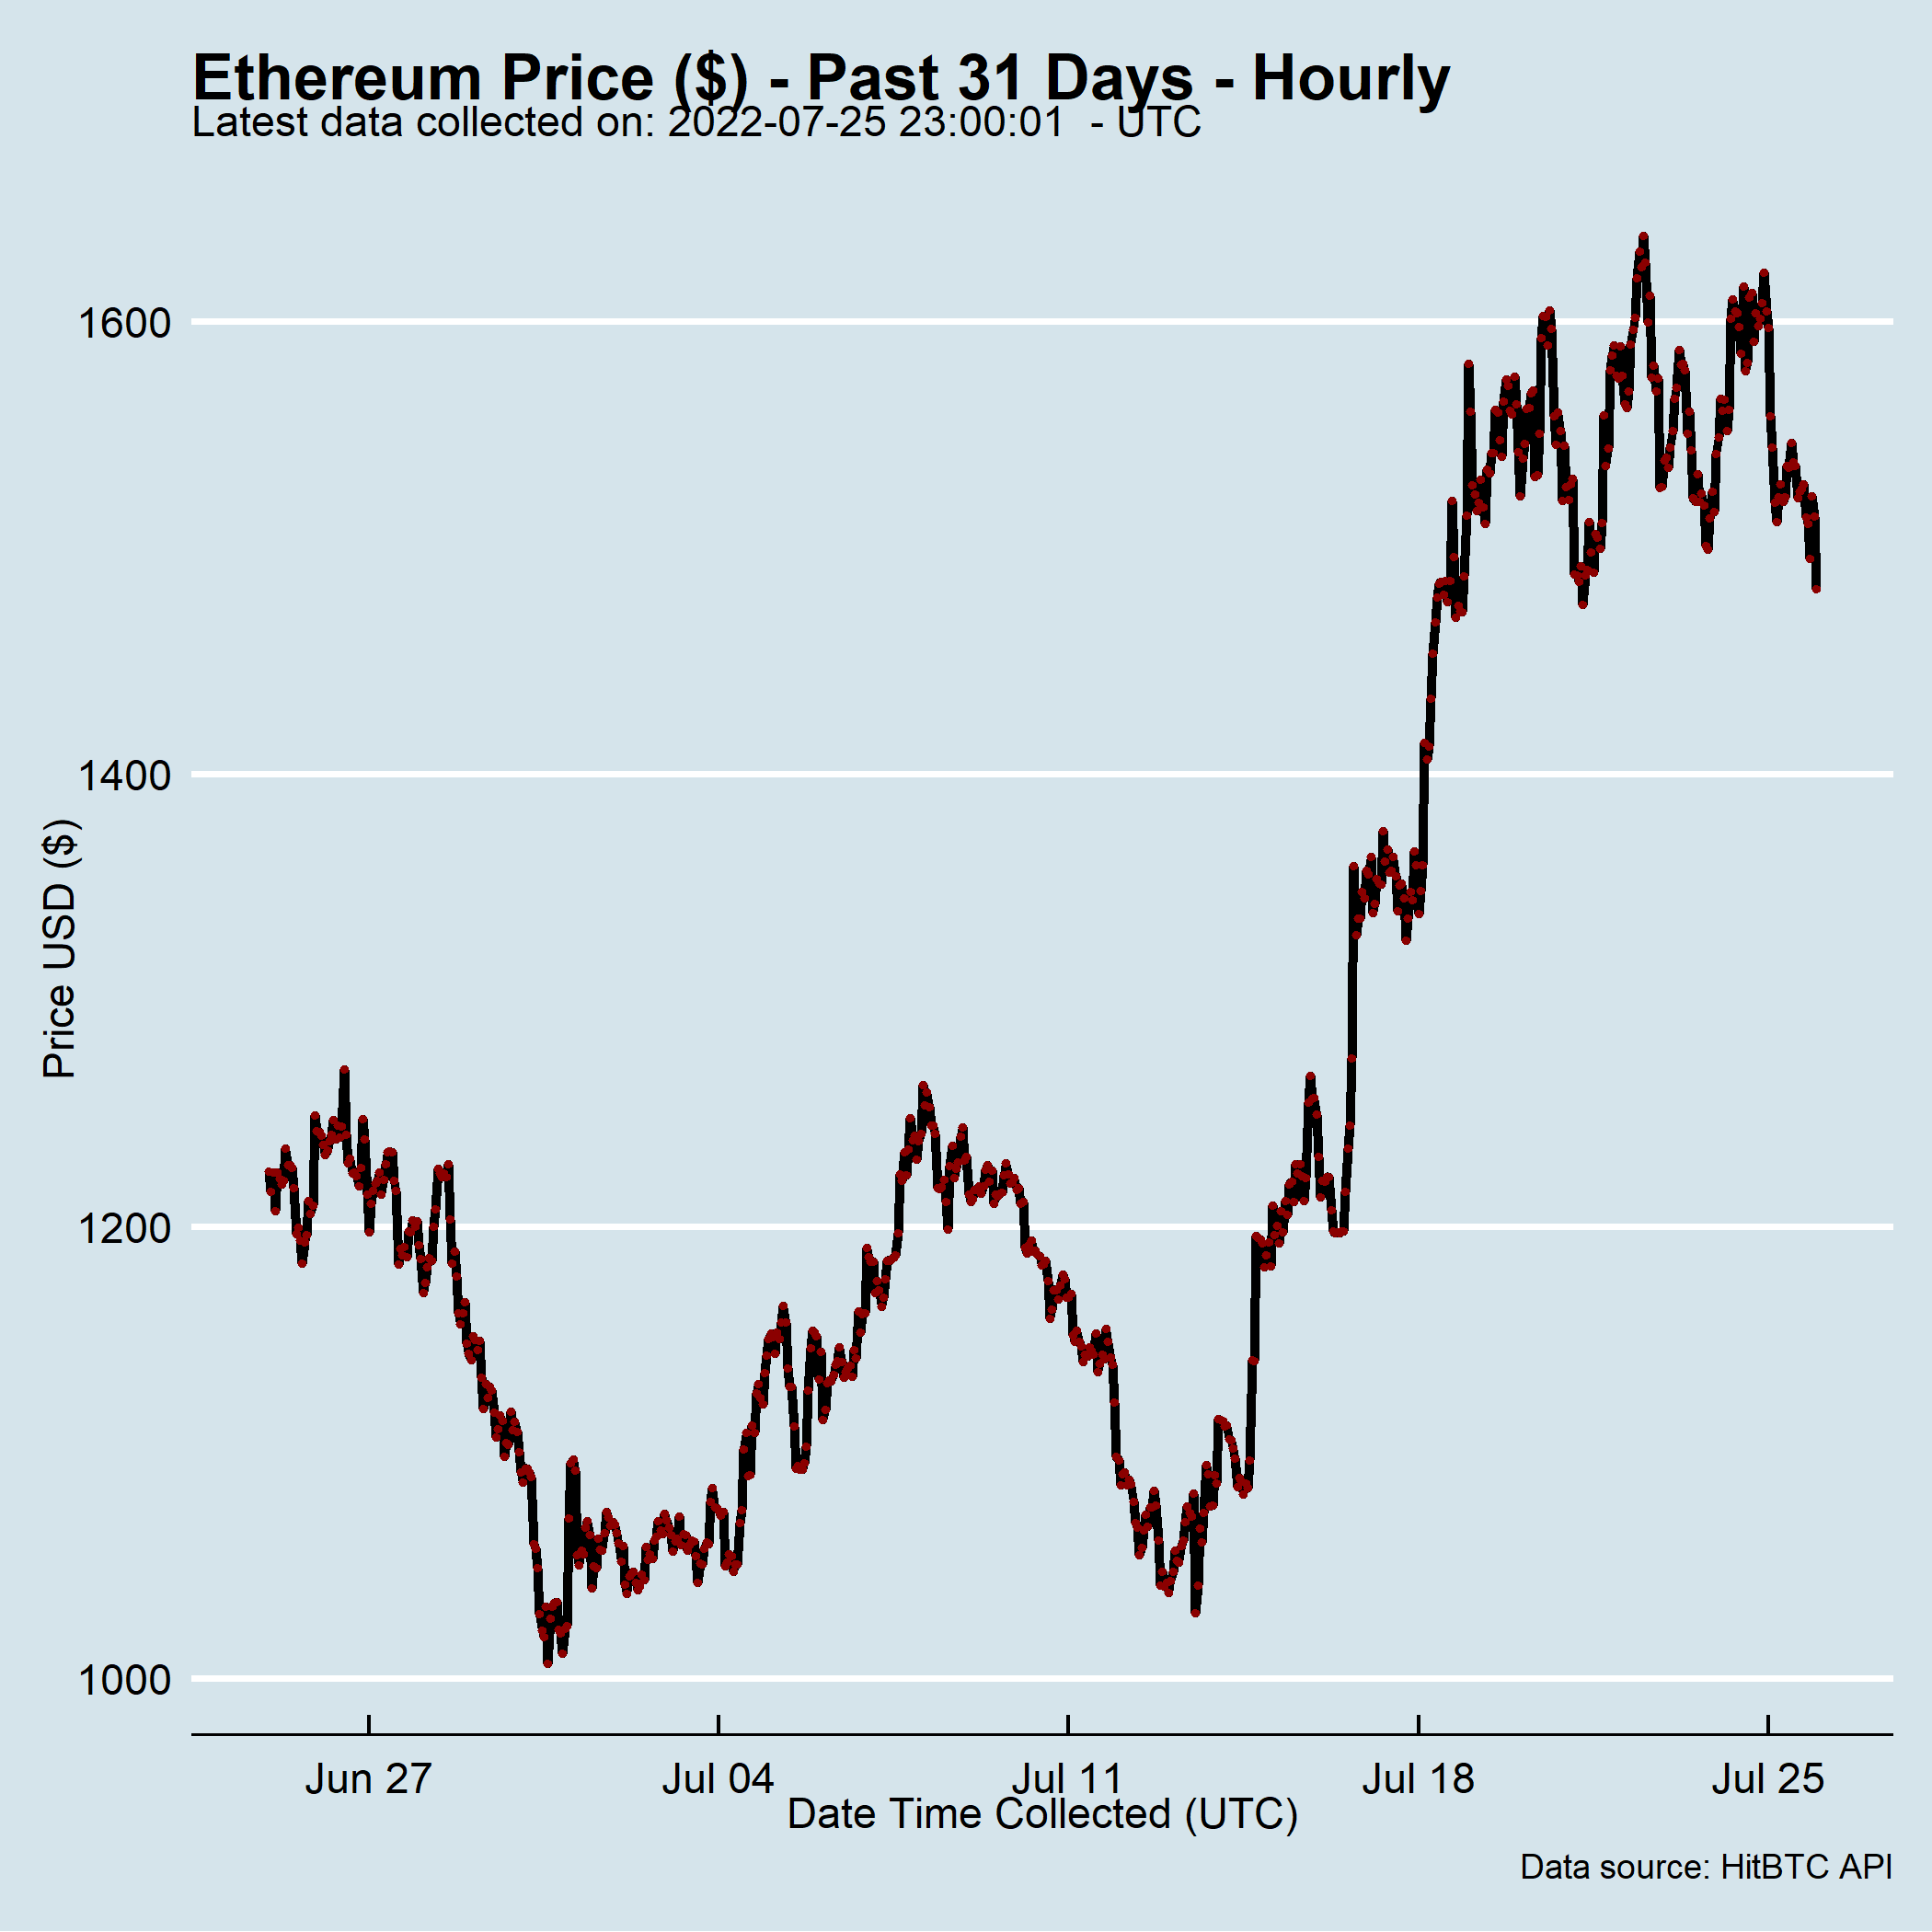 Ethereum Price ($) - Past 31 Days - Hourly
Latest data collected on: 2022-07-25 23:00:01  - UTC
1600
1400
1200
1000
Price USD ($)
Jun 27 Jul 04 Jul 11 Jul 18 Jul 25
Date Time Collected (UTC)
Data source: HitBTC API